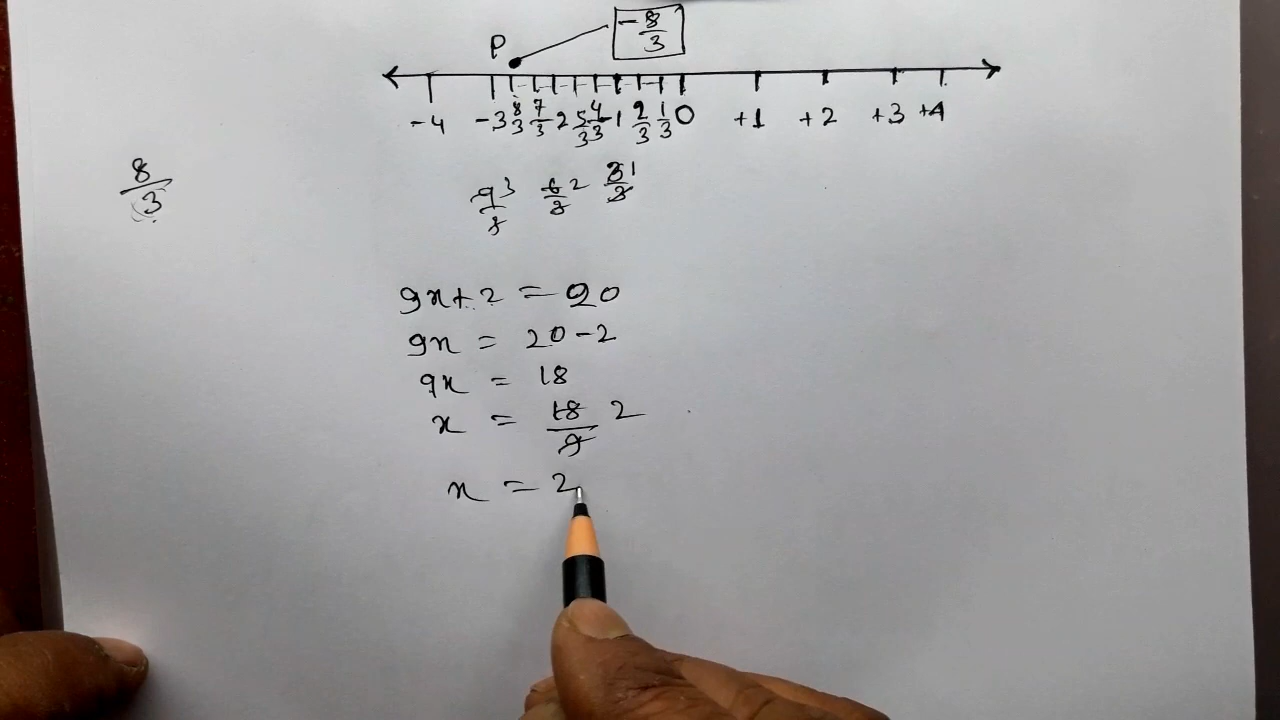 P
-8/3
-4 -3 8/3 7/3 -2 5/3 4/3 -1 2/3 1/3 0 +1 +2 +3 +4
8/3
9/3 3 6/3 2 3/3 1
9x+2 = 20
9x = 20-2
9x = 18
x = 18/9 2
x = 2